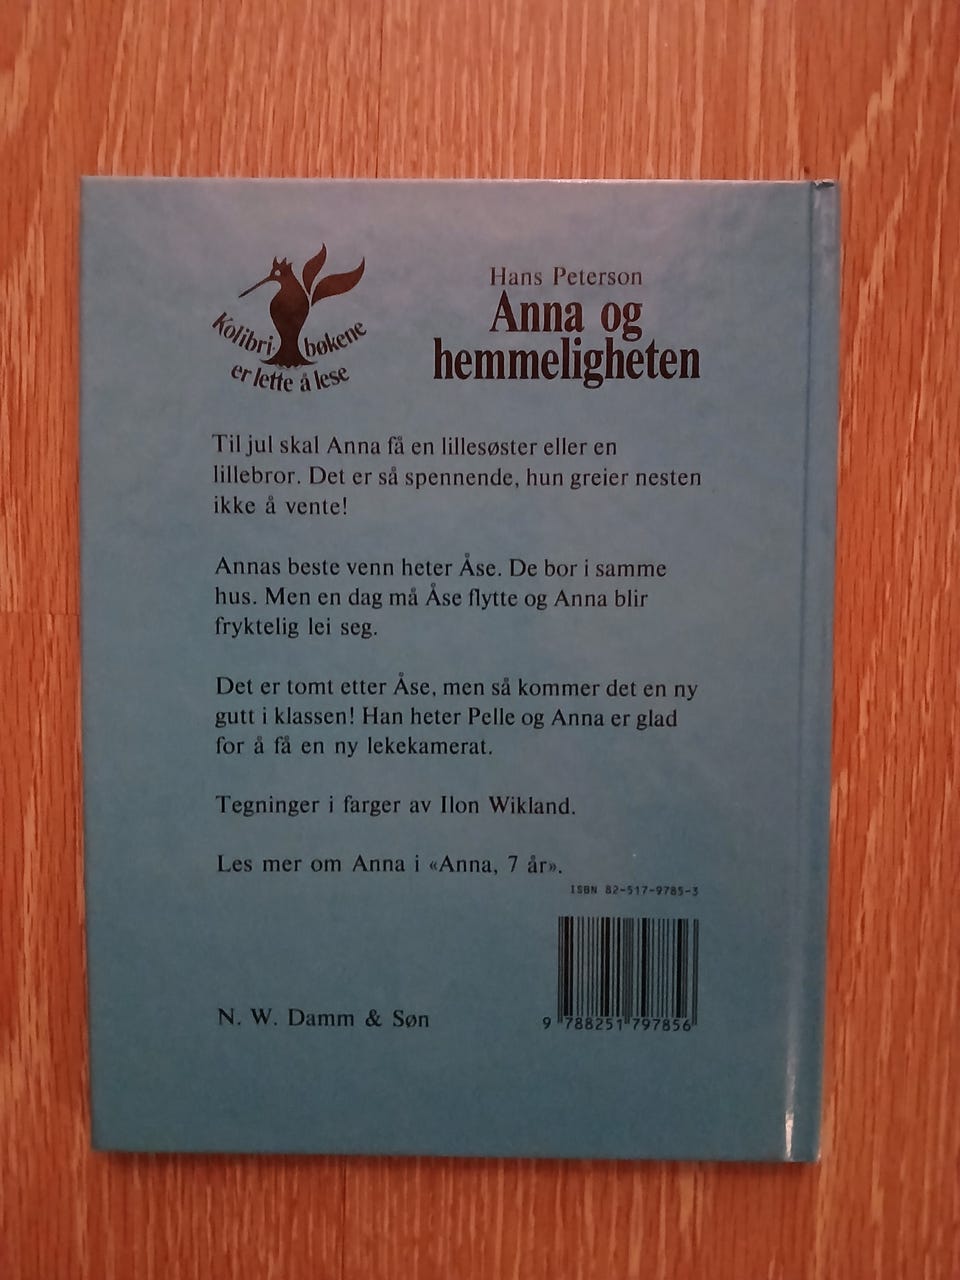 Kolibri-bøkene
er lette å lese
Hans Peterson
Anna og
hemmeligheten
Til jul skal Anna få en lillesøster eller en
lillebror. Det er så spennende, hun greier nesten
ikke å vente!
Annas beste venn heter Åse. De bor i samme
hus. Men en dag må Åse flytte og Anna blir
fryktelig lei seg.
Det er tomt etter Åse, men så kommer det en ny
gutt i klassen! Han heter Pelle og Anna er glad
for å få en ny lekekamerat.
Tegninger i farger av Ilon Wikland.
Les mer om Anna i «Anna, 7 år».
ISBN 82-517-9785-3
N. W. Damm & Søn
9 788251 797856